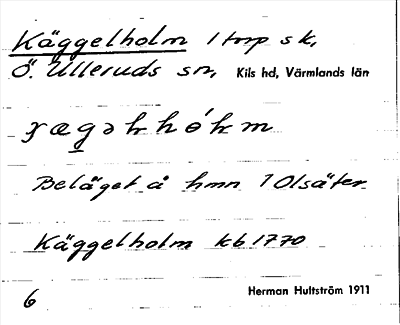 Käggelholm 1 torp sk,
Ö. Ulleruds sn, Kils hd, Värmlands län
Beläget å hmn 1 Olsäter
Käggelholm kb 1770
6 Herman Hultström 1911